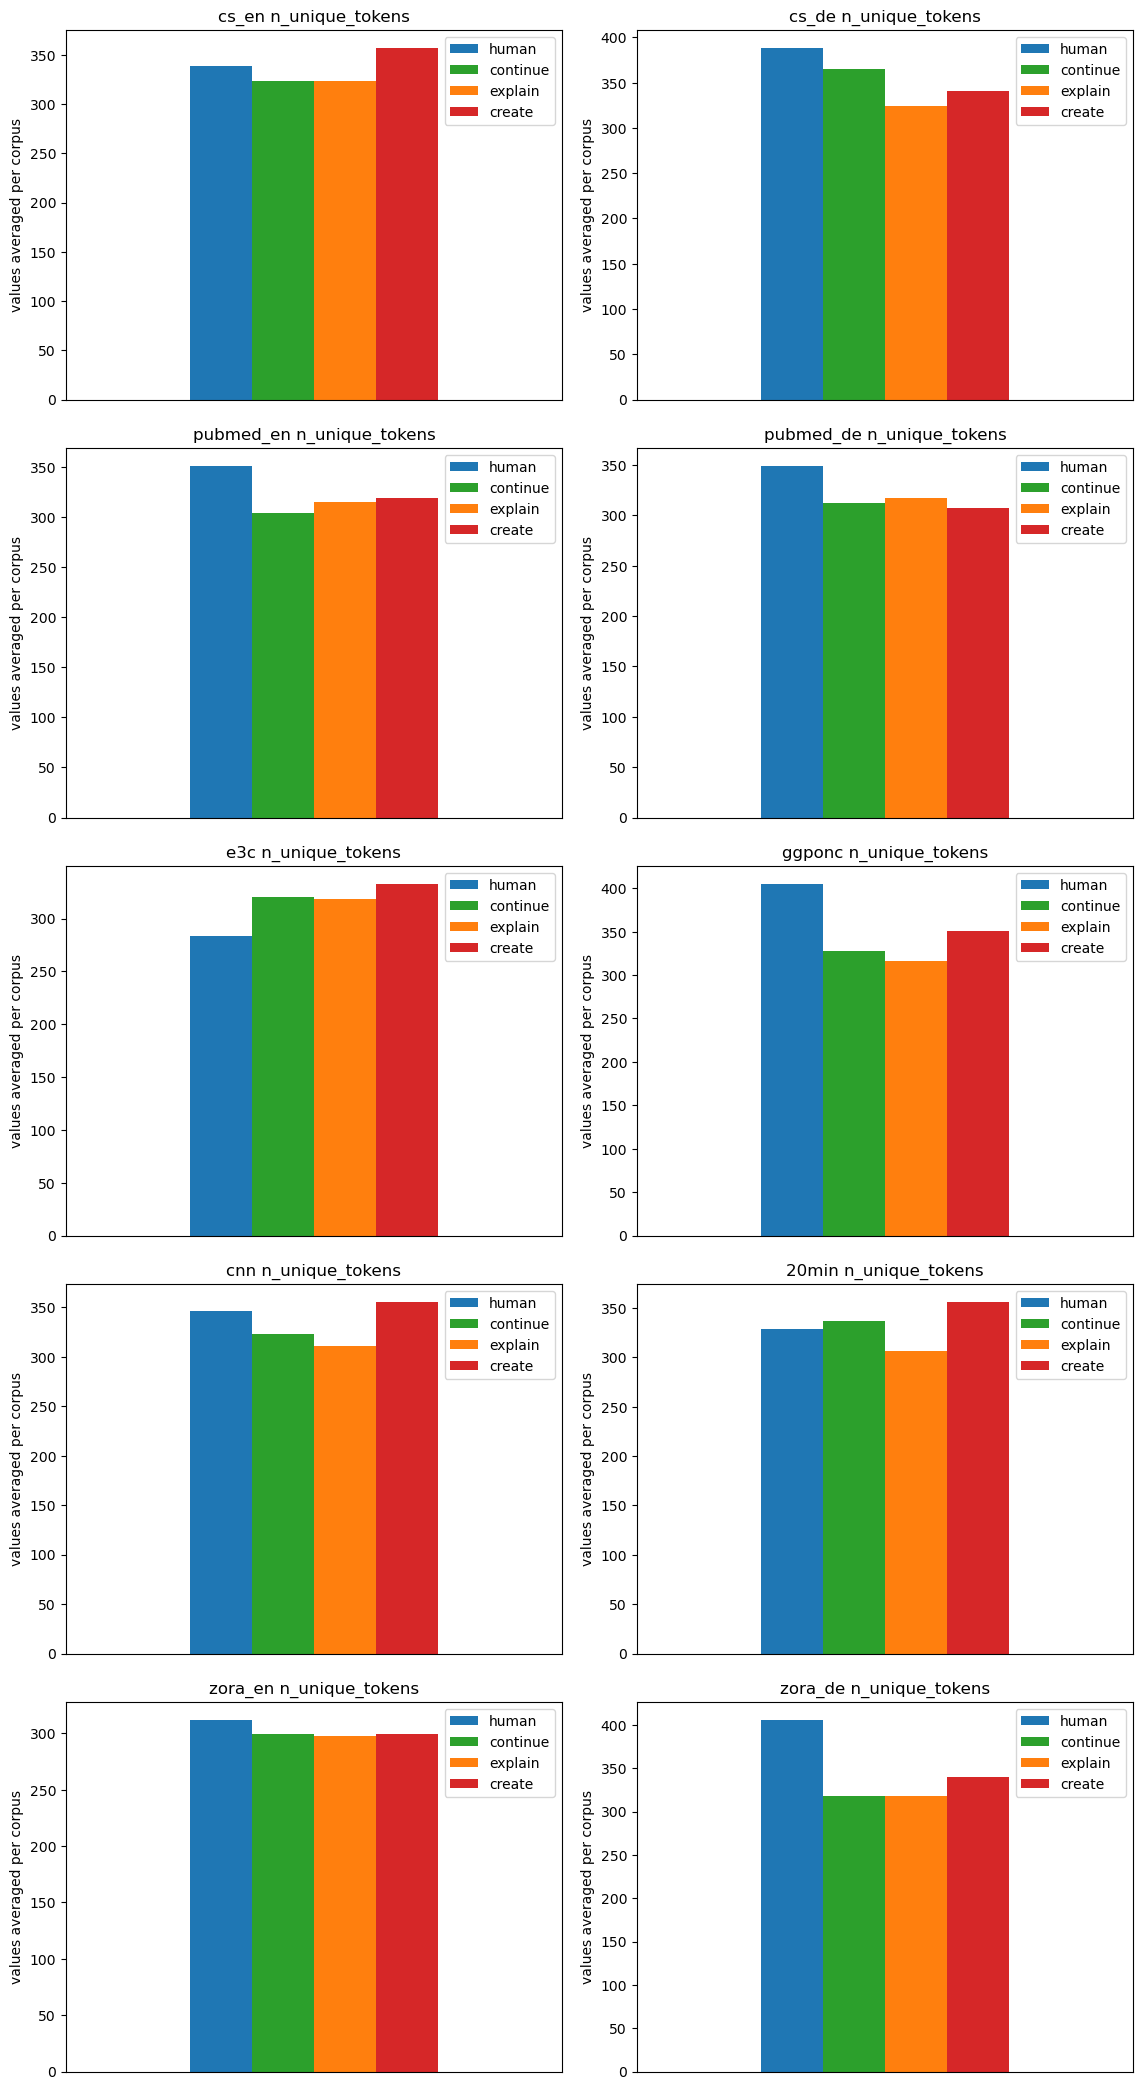 cs_en n_unique_tokens
values averaged per corpus
350
300
250
200
150
100
50
0
human
continue
explain
create
cs_de n_unique_tokens
values averaged per corpus
400
350
300
250
200
150
100
50
0
human
continue
explain
create
pubmed_en n_unique_tokens
values averaged per corpus
350
300
250
200
150
100
50
0
human
continue
explain
create
pubmed_de n_unique_tokens
values averaged per corpus
350
300
250
200
150
100
50
0
human
continue
explain
create
e3c n_unique_tokens
values averaged per corpus
300
250
200
150
100
50
0
human
continue
explain
create
ggponc n_unique_tokens
values averaged per corpus
400
350
300
250
200
150
100
50
0
human
continue
explain
create
cnn n_unique_tokens
values averaged per corpus
350
300
250
200
150
100
50
0
human
continue
explain
create
20min n_unique_tokens
values averaged per corpus
350
300
250
200
150
100
50
0
human
continue
explain
create
zora_en n_unique_tokens
values averaged per corpus
300
250
200
150
100
50
0
human
continue
explain
create
zora_de n_unique_tokens
values averaged per corpus
400
350
300
250
200
150
100
50
0
human
continue
explain
create